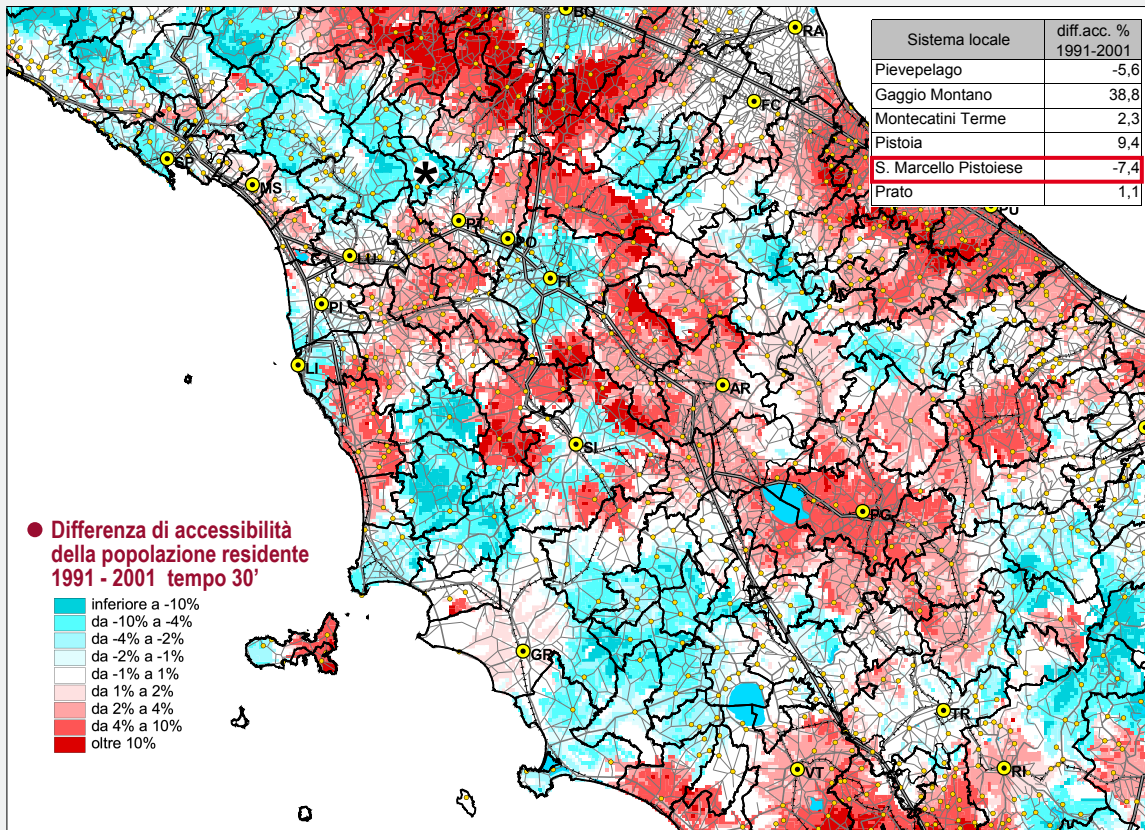 Sistema locale diff.acc. % 1991-2001
Pievepelago -5,6
Gaggio Montano 38,8
Montecatini Terme 2,3
Pistoia 9,4
S. Marcello Pistoiese -7,4
Prato 1,1
BO
RA
FC
PU
SP
MS
*
PT
PO
LU
FI
PI
LI
AR
SI
PG
GR
TR
VT
RI
● Differenza di accessibilità
della popolazione residente
1991 - 2001 tempo 30'
inferiore a -10%
da -10% a -4%
da -4% a -2%
da -2% a -1%
da -1% a 1%
da 1% a 2%
da 2% a 4%
da 4% a 10%
oltre 10%